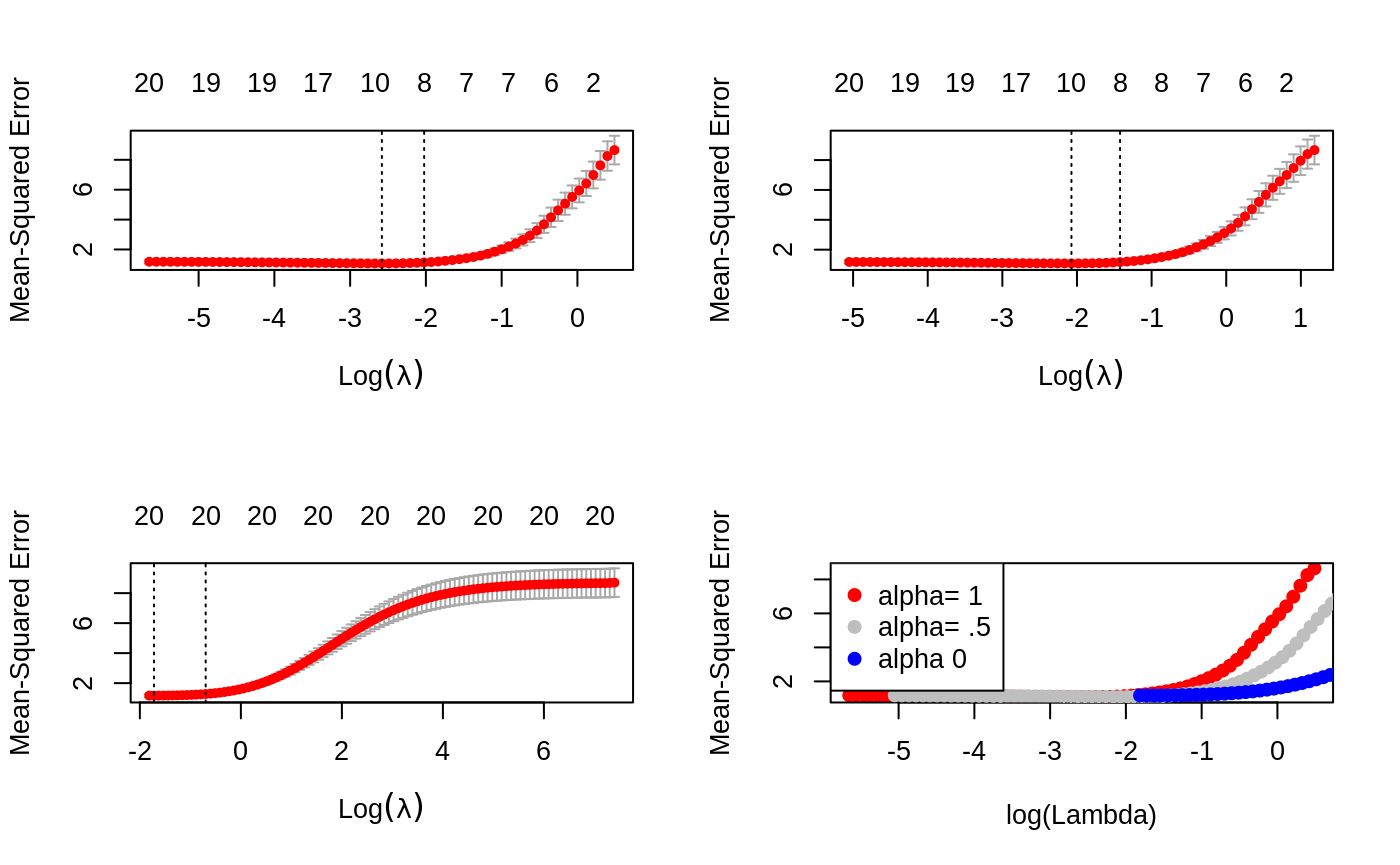 20 19 19 17 10 8 7 7 6 2
Mean-Squared Error
6
2
-5 -4 -3 -2 -1 0
Log(λ)
20 19 19 17 10 8 8 7 6 2
Mean-Squared Error
6
2
-5 -4 -3 -2 -1 0 1
Log(λ)
20 20 20 20 20 20 20 20 20
Mean-Squared Error
6
2
-2 0 2 4 6
Log(λ)
Mean-Squared Error
6
2
alpha= 1
alpha= .5
alpha 0
-5 -4 -3 -2 -1 0
log(Lambda)